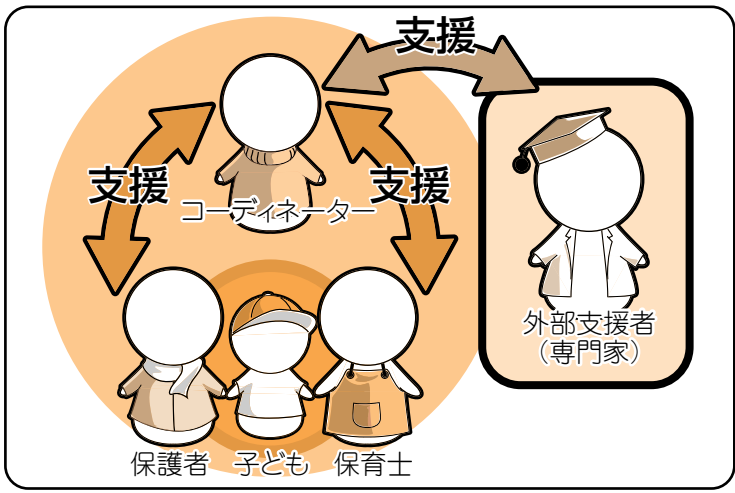 支援
支援
支援
コーディネーター
外部支援者
（専門家）
保護者
子ども
保育士